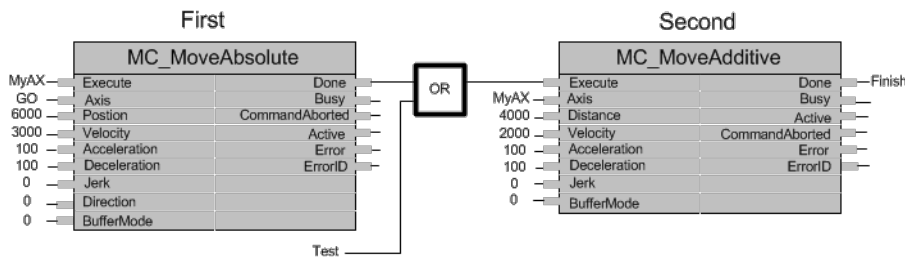 First Second
MC_MoveAbsolute MC_MoveAdditive
MyAX Execute Done OR Execute Done Finish
GO Axis Busy MyAX Axis Busy
6000 Postion CommandAborted 4000 Distance Active
3000 Velocity Active 2000 Velocity CommandAborted
100 Acceleration Error 100 Acceleration Error
100 Deceleration ErrorID 100 Deceleration ErrorID
0 Jerk 0 Jerk
0 Direction 0 BufferMode
0 BufferMode
Test